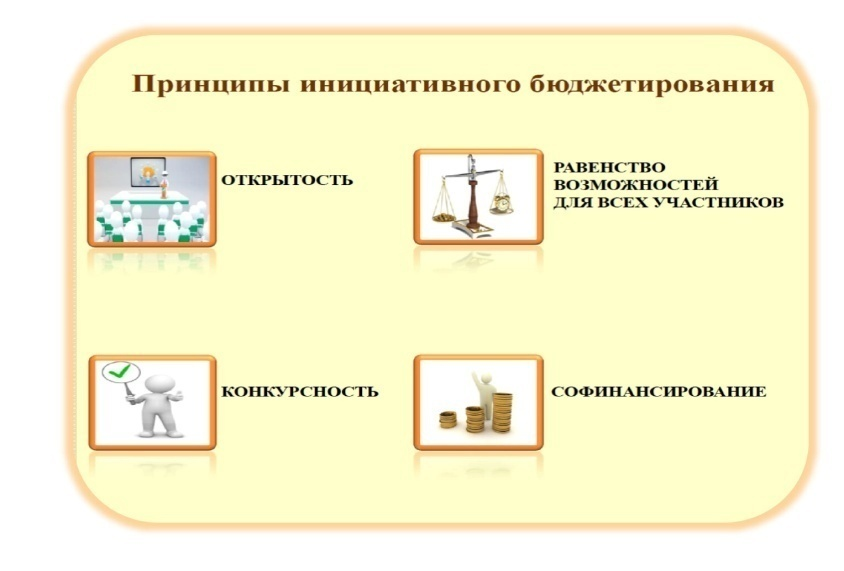 Принципы инициативного бюджетирования
ОТКРЫТОСТЬ
РАВЕНСТВО
ВОЗМОЖНОСТЕЙ
ДЛЯ ВСЕХ УЧАСТНИКОВ
КОНКУРСНОСТЬ
СОФИНАНСИРОВАНИЕ